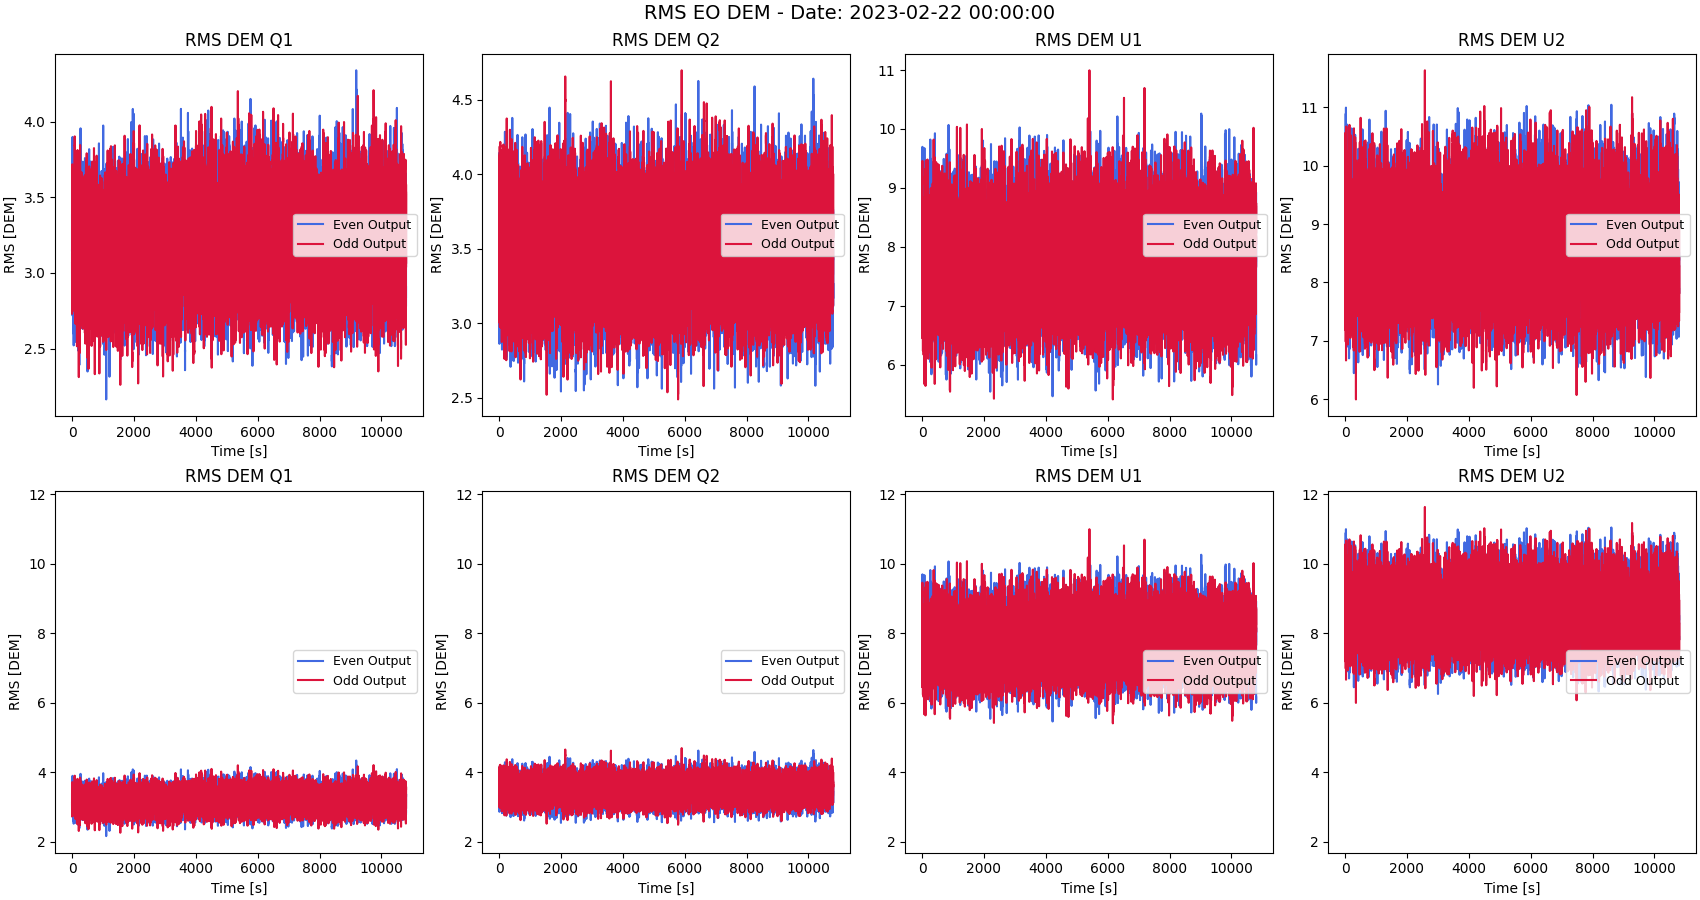 RMS EO DEM - Date: 2023-02-22 00:00:00
RMS DEM Q1
RMS [DEM]
4.0
3.5
3.0
2.5
Even Output
Odd Output
0 2000 4000 6000 8000 10000
Time [s]
RMS DEM Q2
RMS [DEM]
4.5
4.0
3.5
3.0
2.5
Even Output
Odd Output
0 2000 4000 6000 8000 10000
Time [s]
RMS DEM U1
RMS [DEM]
11
10
9
8
7
6
Even Output
Odd Output
0 2000 4000 6000 8000 10000
Time [s]
RMS DEM U2
RMS [DEM]
11
10
9
8
7
6
Even Output
Odd Output
0 2000 4000 6000 8000 10000
Time [s]
RMS DEM Q1
RMS [DEM]
12
10
8
6
4
2
Even Output
Odd Output
0 2000 4000 6000 8000 10000
Time [s]
RMS DEM Q2
RMS [DEM]
12
10
8
6
4
2
Even Output
Odd Output
0 2000 4000 6000 8000 10000
Time [s]
RMS DEM U1
RMS [DEM]
12
10
8
6
4
2
Even Output
Odd Output
0 2000 4000 6000 8000 10000
Time [s]
RMS DEM U2
RMS [DEM]
12
10
8
6
4
2
Even Output
Odd Output
0 2000 4000 6000 8000 10000
Time [s]